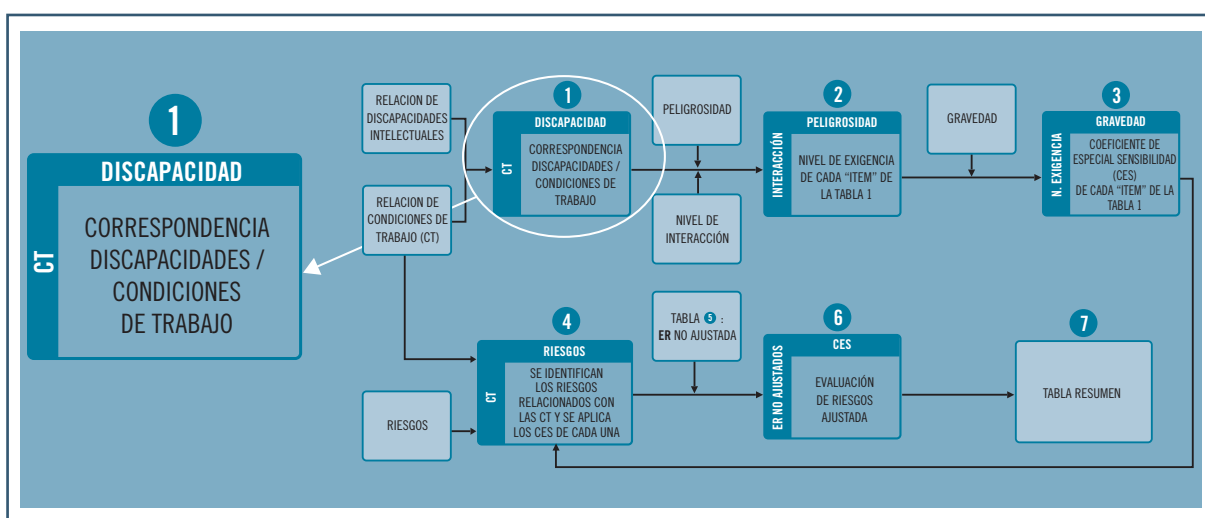 1
DISCAPACIDAD
CT
CORRESPONDENCIA
DISCAPACIDADES /
CONDICIONES
DE TRABAJO
RELACION DE
DISCAPACIDADES
INTELECTUALES
RELACION DE
CONDICIONES DE
TRABAJO (CT)
1
DISCAPACIDAD
CT
CORRESPONDENCIA
DISCAPACIDADES /
CONDICIONES DE
TRABAJO
PELIGROSIDAD
NIVEL DE
INTERACCIÓN
2
PELIGROSIDAD
INTERACCIÓN
NIVEL DE EXIGENCIA
DE CADA “ITEM” DE
LA TABLA 1
GRAVEDAD
3
GRAVEDAD
N. EXIGENCIA
COEFICIENTE DE
ESPECIAL SENSIBILIDAD
(CES)
DE CADA “ITEM” DE LA
TABLA 1
RIESGOS
4
RIESGOS
CT
SE IDENTIFICAN
LOS RIESGOS
RELACIONADOS CON
LAS CT Y SE APLICA
LOS CES DE CADA UNA
TABLA 5 :
ER NO AJUSTADA
6
CES
ER NO AJUSTADOS
EVALUACIÓN
DE RIESGOS
AJUSTADA
7
TABLA RESUMEN